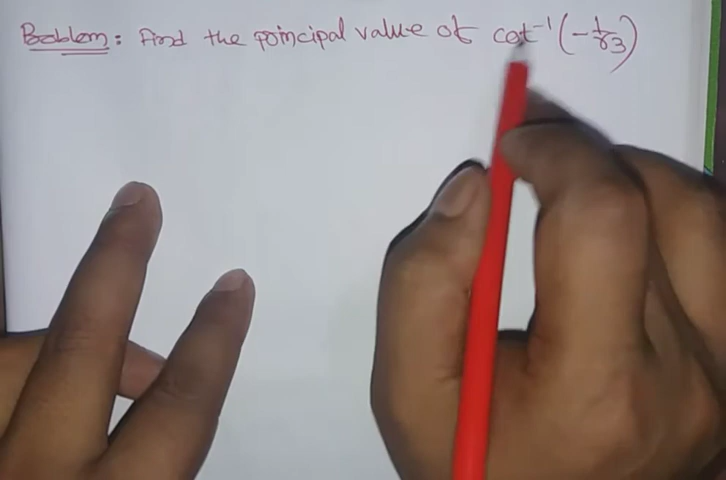 Problem: Find the principal value of cot⁻¹(-1/√3)